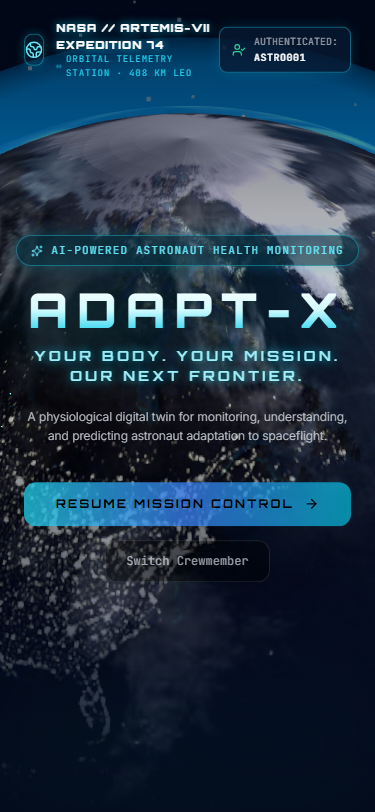 NASA // ARTEMIS-VII
EXPEDITION 74
ORBITAL TELEMETRY
STATION · 408 KM LEO
AUTHENTICATED:
ASTRO001
AI-POWERED ASTRONAUT HEALTH MONITORING
ADAPT-X
YOUR BODY. YOUR MISSION.
OUR NEXT FRONTIER.
A physiological digital twin for monitoring, understanding,
and predicting astronaut adaptation to spaceflight.
RESUME MISSION CONTROL →
Switch Crewmember